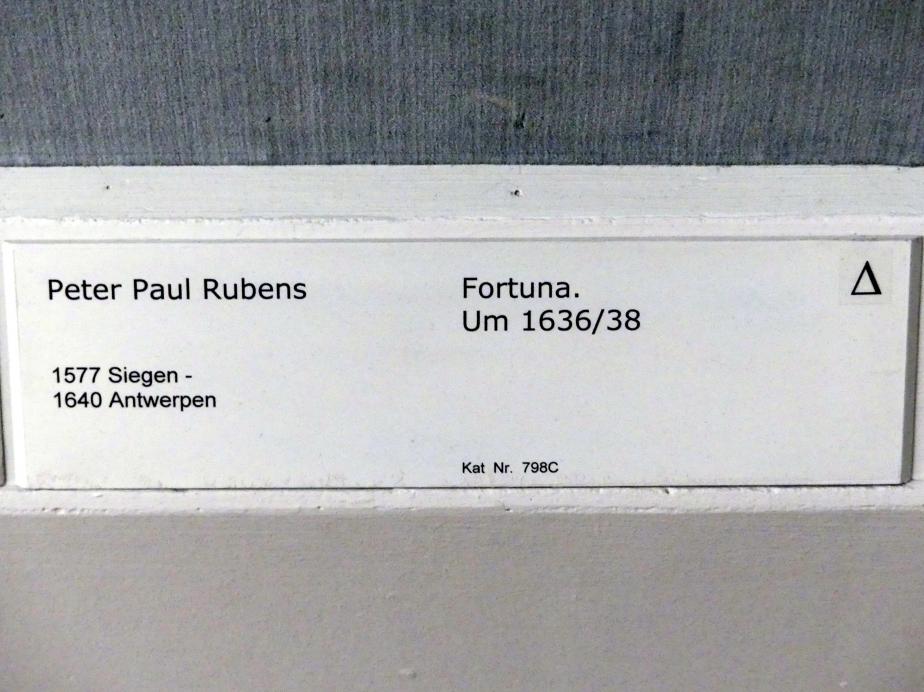 Peter Paul Rubens
1577 Siegen -
1640 Antwerpen
Fortuna.
Um 1636/38
Kat Nr. 798C
Δ